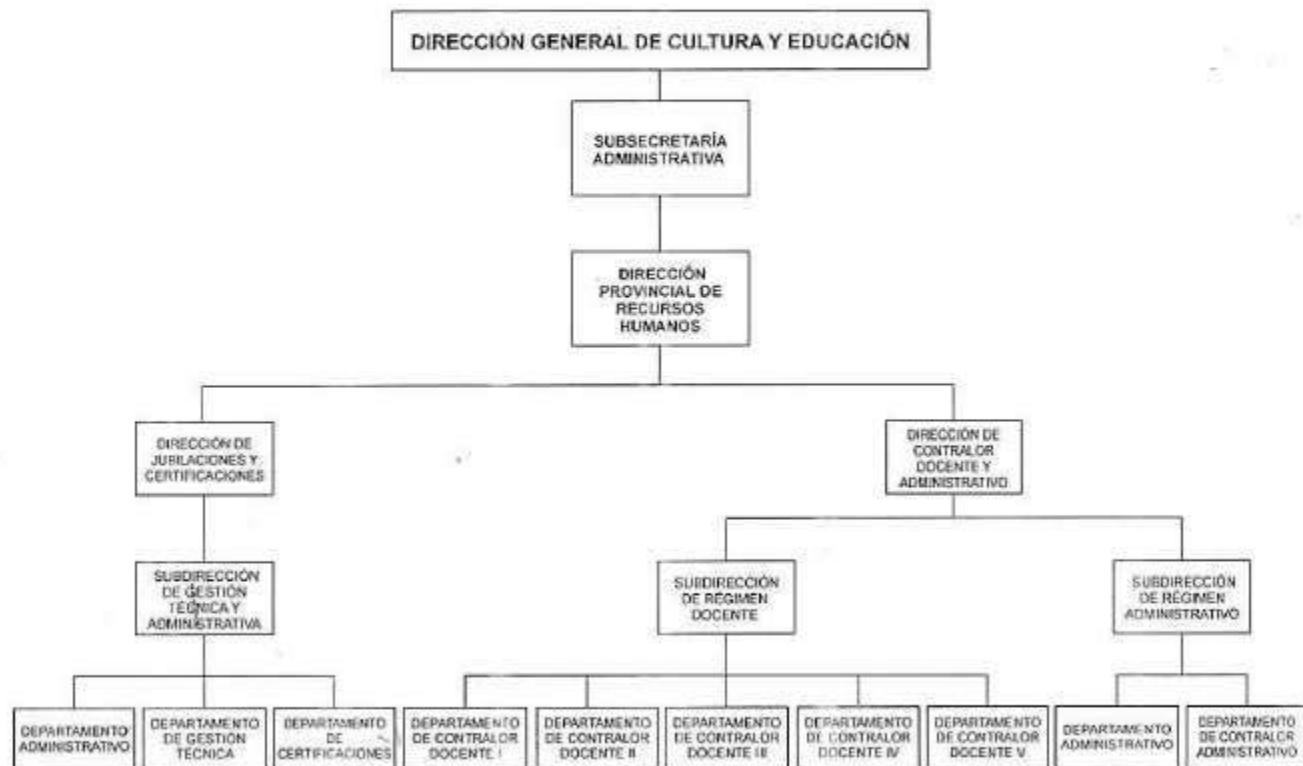 DIRECCIÓN GENERAL DE CULTURA Y EDUCACIÓN
SUBSECRETARÍA
ADMINISTRATIVA
DIRECCIÓN
PROVINCIAL DE
RECURSOS
HUMANOS
DIRECCIÓN DE
JUBILACIONES Y
CERTIFICACIONES
DIRECCIÓN DE
CONTRALOR
DOCENTE Y
ADMINISTRATIVO
SUBDIRECCIÓN
DE GESTIÓN
TÉCNICA Y
ADMINISTRATIVA
SUBDIRECCIÓN
DE RÉGIMEN
DOCENTE
SUBDIRECCIÓN
DE RÉGIMEN
ADMINISTRATIVO
DEPARTAMENTO
ADMINISTRATIVO
DEPARTAMENTO
DE GESTIÓN
TÉCNICA
DEPARTAMENTO
DE
CERTIFICACIONES
DEPARTAMENTO
DE CONTRALOR
DOCENTE I
DEPARTAMENTO
DE CONTRALOR
DOCENTE II
DEPARTAMENTO
DE CONTRALOR
DOCENTE III
DEPARTAMENTO
DE CONTRALOR
DOCENTE IV
DEPARTAMENTO
DE CONTRALOR
DOCENTE V
DEPARTAMENTO
ADMINISTRATIVO
DEPARTAMENTO
DE CONTRALOR
ADMINISTRATIVO